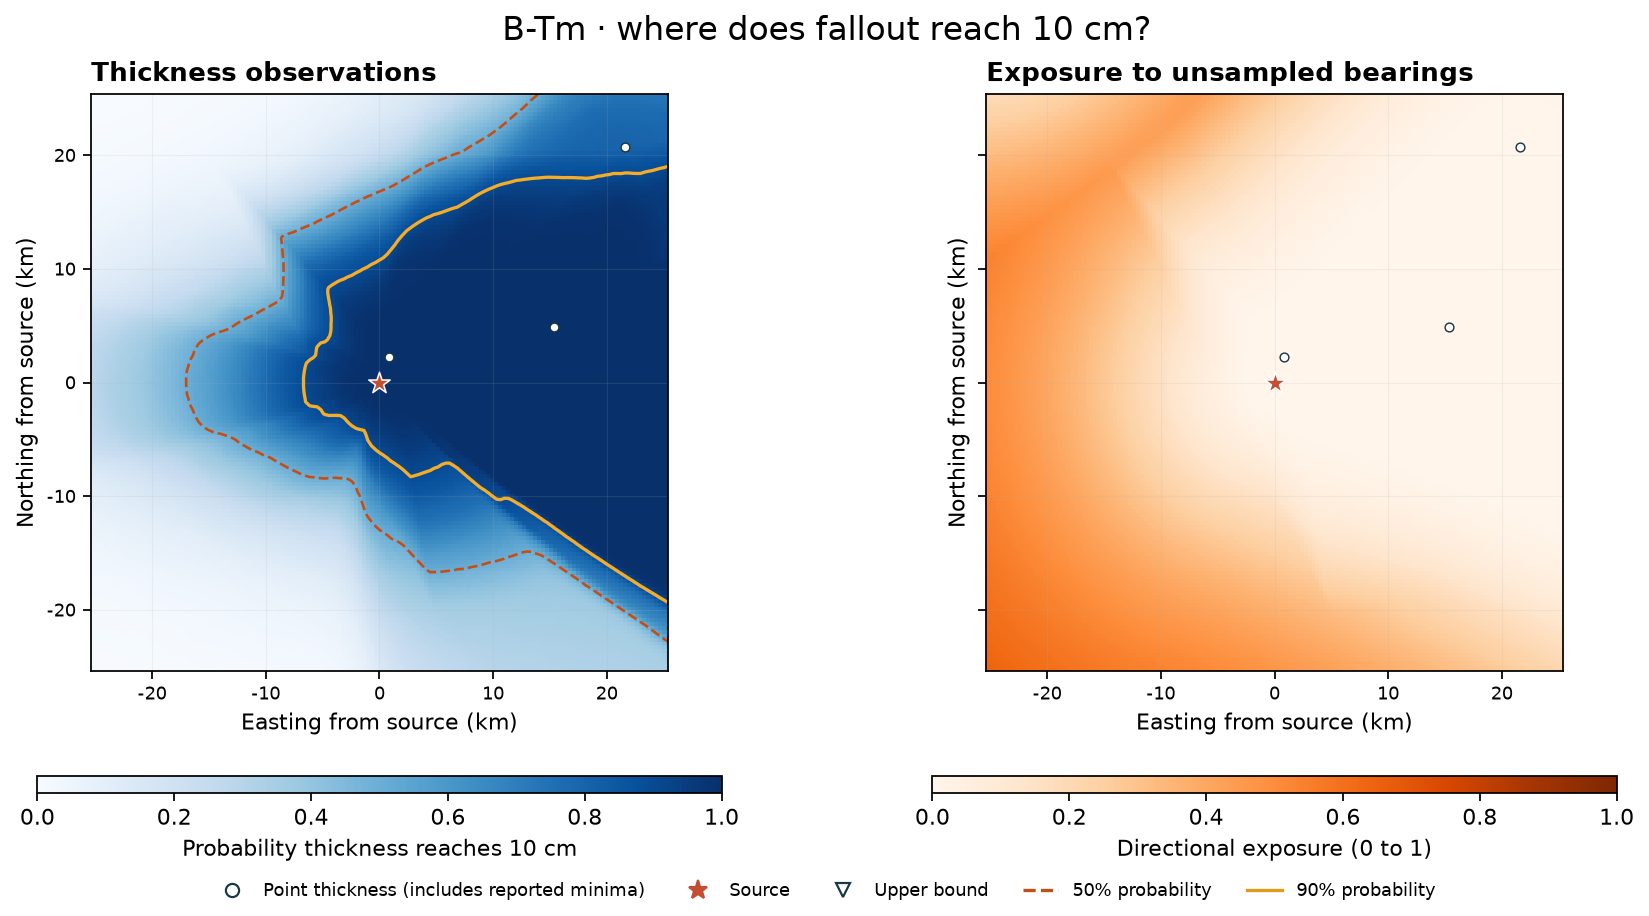 B-Tm · where does fallout reach 10 cm?
Thickness observations
Exposure to unsampled bearings
Northing from source (km)
20
10
0
-10
-20
-20 -10 0 10 20
Easting from source (km)
Northing from source (km)
-20 -10 0 10 20
Easting from source (km)
0.0 0.2 0.4 0.6 0.8 1.0
Probability thickness reaches 10 cm
0.0 0.2 0.4 0.6 0.8 1.0
Directional exposure (0 to 1)
Point thickness (includes reported minima) Source Upper bound 50% probability 90% probability